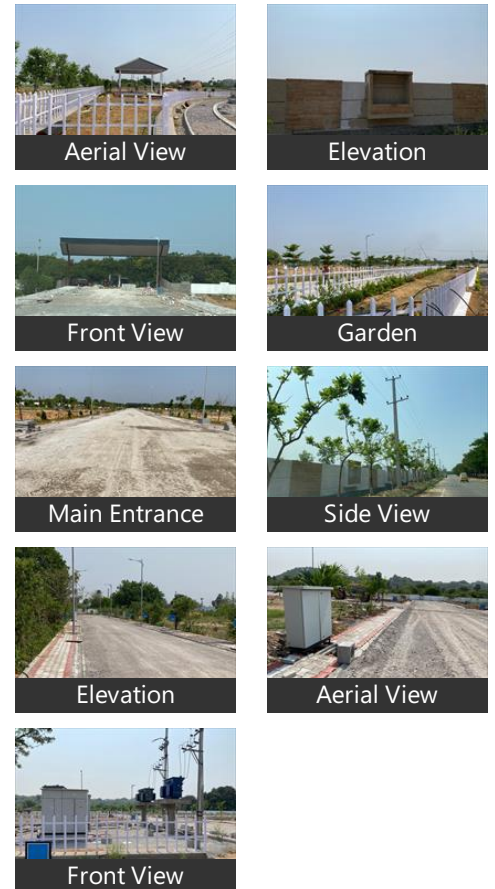 Aerial View
Elevation
Front View
Garden
Main Entrance
Side View
Elevation
Aerial View
Front View